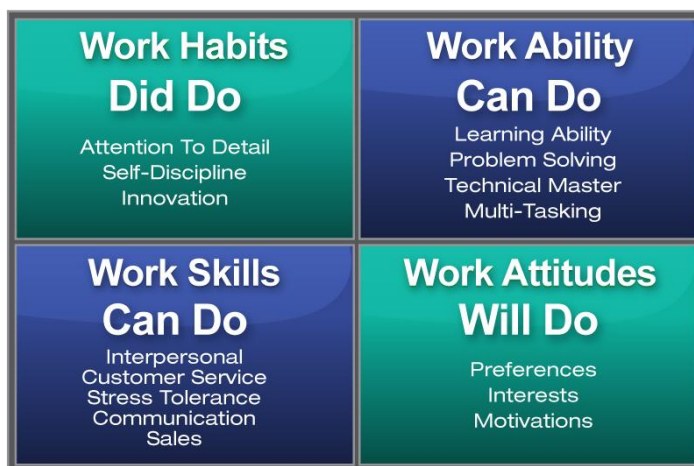 Work Habits
Did Do
Attention To Detail
Self-Discipline
Innovation
Work Ability
Can Do
Learning Ability
Problem Solving
Technical Master
Multi-Tasking
Work Skills
Can Do
Interpersonal
Customer Service
Stress Tolerance
Communication
Sales
Work Attitudes
Will Do
Preferences
Interests
Motivations